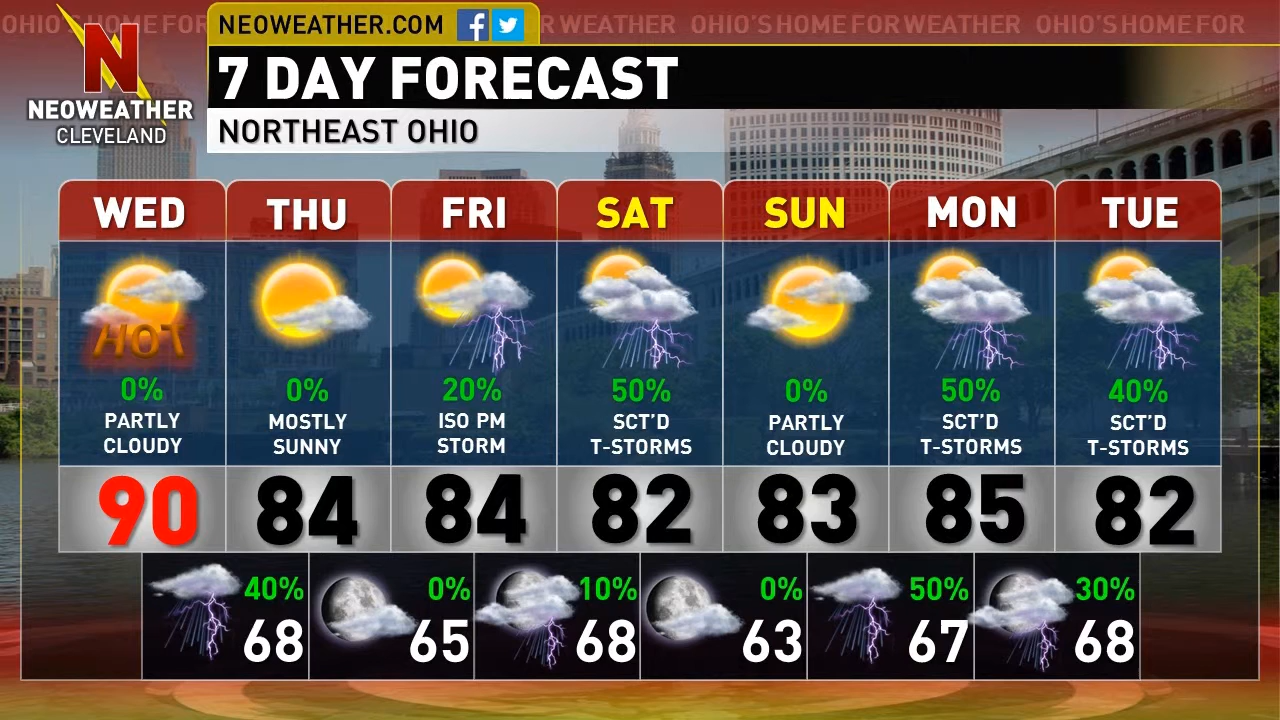 OHIO'S HOME FOR WEATHER OHIO'S HOME FOR WEATHER OHIO'S HOME FOR
N
NEOWEATHER
CLEVELAND
NEOWEATHER.COM f
7 DAY FORECAST
NORTHEAST OHIO
WED THU FRI SAT SUN MON TUE
HOT
0% 0% 20% 50% 0% 50% 40%
PARTLY MOSTLY ISO PM SCT'D PARTLY SCT'D SCT'D
CLOUDY SUNNY STORM T-STORMS CLOUDY T-STORMS T-STORMS
90 84 84 82 83 85 82
40% 0% 10% 0% 50% 30%
68 65 68 63 67 68